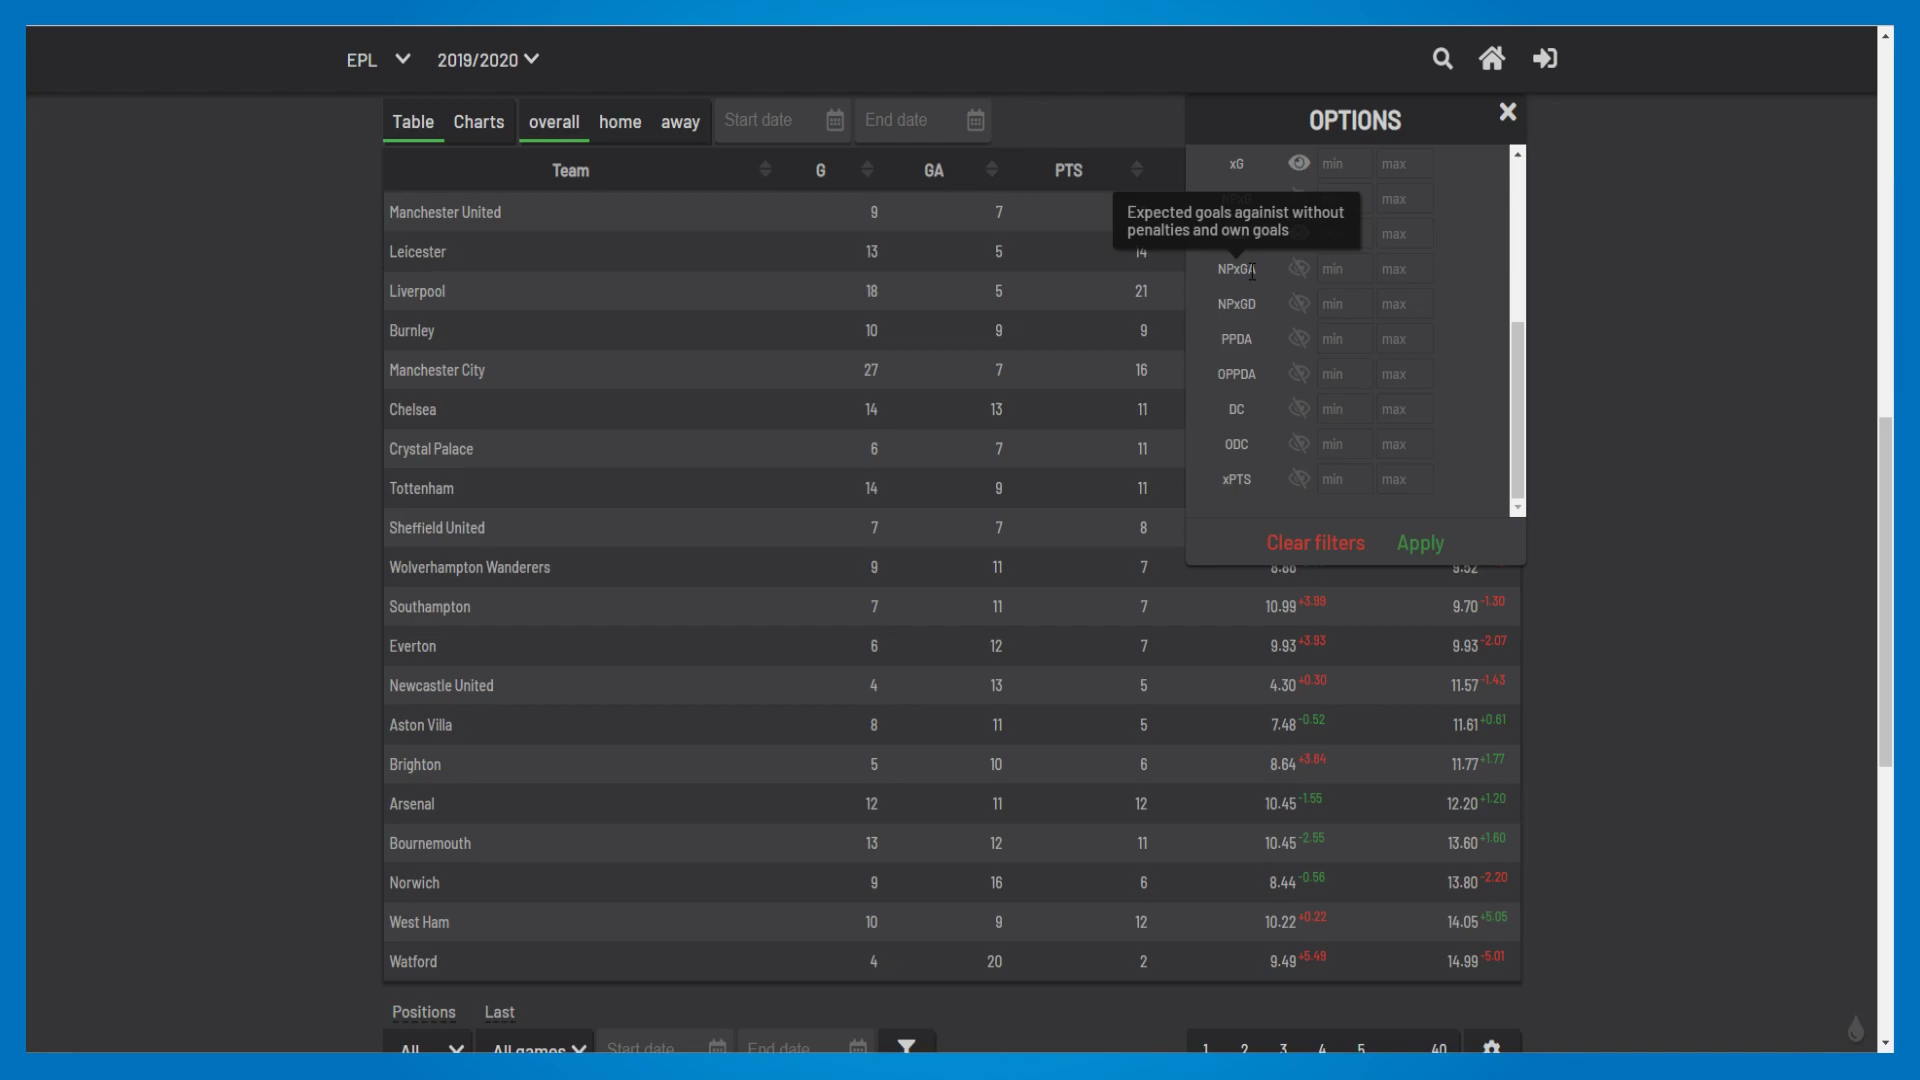 EPL 2019/2020
Table Charts overall home away Start date End date OPTIONS
Team G GA PTS xG min max
max
Expected goals againist without
penalties and own goals
max
NPxGA min max
NPxGD min max
PPDA min max
OPPDA min max
DC min max
ODC min max
xPTS min max
Clear filters Apply
Manchester United 9 7
Leicester 13 5 14
Liverpool 18 5 21
Burnley 10 9 9
Manchester City 27 7 16
Chelsea 14 13 11
Crystal Palace 6 7 11
Tottenham 14 9 11
Sheffield United 7 7 8
Wolverhampton Wanderers 9 11 7 8.88 9.52
Southampton 7 11 7 10.99 +3.99 9.70 -1.30
Everton 6 12 7 9.93 +3.93 9.93 -2.07
Newcastle United 4 13 5 4.30 +0.30 11.57 -1.43
Aston Villa 8 11 5 7.48 -0.52 11.61 +0.61
Brighton 5 10 6 8.64 +3.64 11.77 +1.77
Arsenal 12 11 12 10.45 -1.55 12.20 +1.20
Bournemouth 13 12 11 10.45 -2.55 13.60 +1.60
Norwich 9 16 6 8.44 -0.56 13.80 -2.20
West Ham 10 9 12 10.22 +0.22 14.05 +5.05
Watford 4 20 2 9.49 +5.49 14.99 -5.01
Positions Last
All All games Start date End date 1 2 3 4 5 ... 40